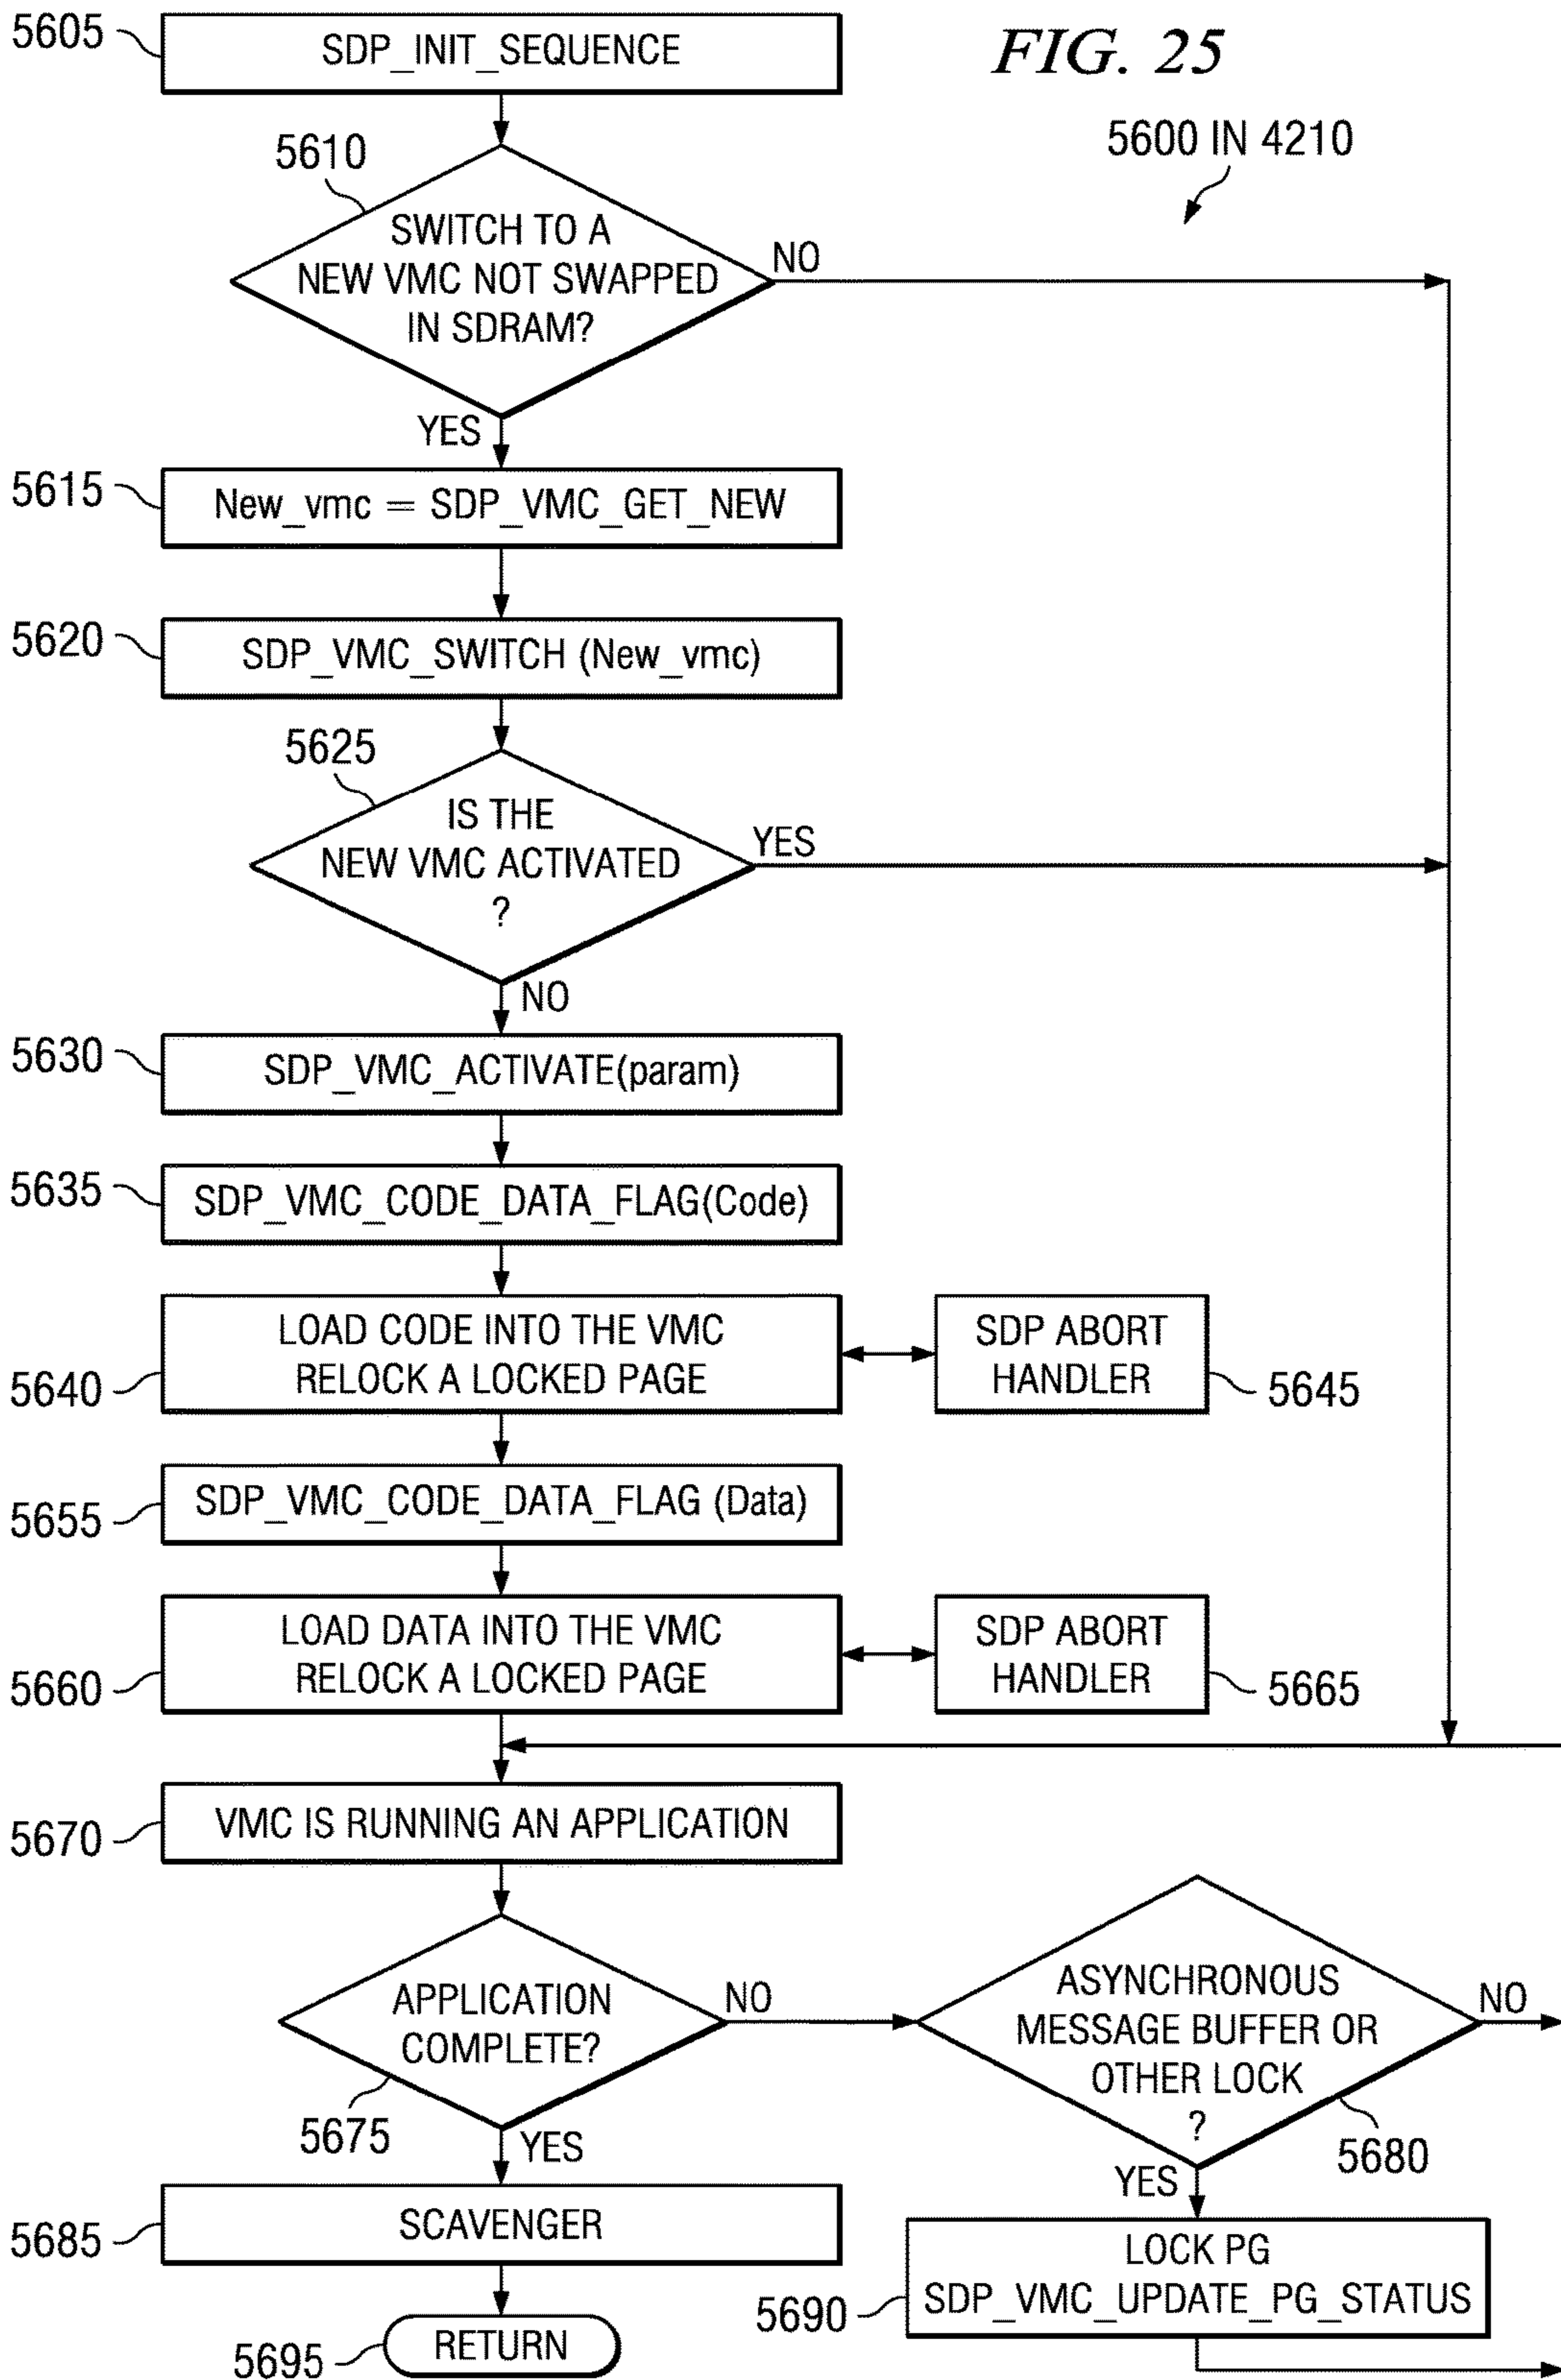 5605
SDP_INIT_SEQUENCE
FIG. 25
5600 IN 4210
5610
SWITCH TO A
NEW VMC NOT SWAPPED
IN SDRAM?
NO
YES
5615
New_vmc = SDP_VMC_GET_NEW
5620
SDP_VMC_SWITCH (New_vmc)
5625
IS THE
NEW VMC ACTIVATED
?
YES
NO
5630
SDP_VMC_ACTIVATE(param)
5635
SDP_VMC_CODE_DATA_FLAG(Code)
5640
LOAD CODE INTO THE VMC
RELOCK A LOCKED PAGE
SDP ABORT
HANDLER
5645
5655
SDP_VMC_CODE_DATA_FLAG (Data)
5660
LOAD DATA INTO THE VMC
RELOCK A LOCKED PAGE
SDP ABORT
HANDLER
5665
5670
VMC IS RUNNING AN APPLICATION
APPLICATION
COMPLETE?
5675
NO
YES
ASYNCHRONOUS
MESSAGE BUFFER OR
OTHER LOCK
?
5680
NO
YES
5685
SCAVENGER
5690
LOCK PG
SDP_VMC_UPDATE_PG_STATUS
5695
RETURN